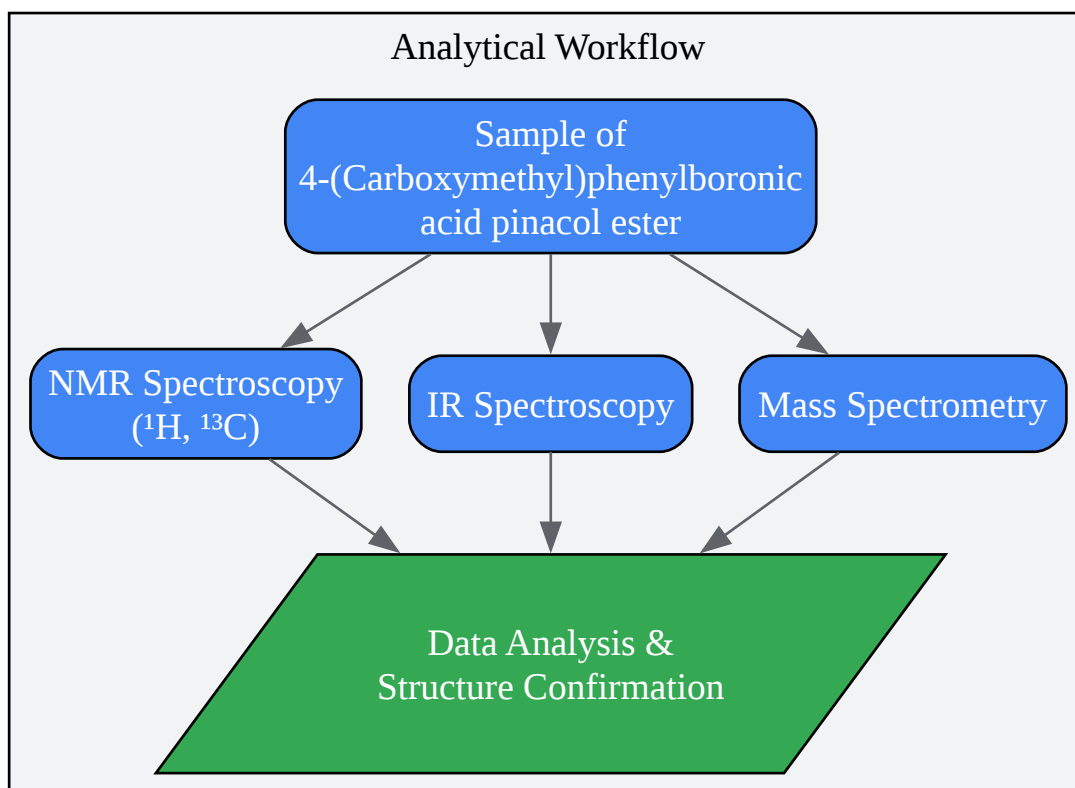 Analytical Workflow
Sample of
4-(Carboxymethyl)phenylboronic
acid pinacol ester
NMR Spectroscopy
(¹H, ¹³C)
IR Spectroscopy
Mass Spectrometry
Data Analysis &
Structure Confirmation